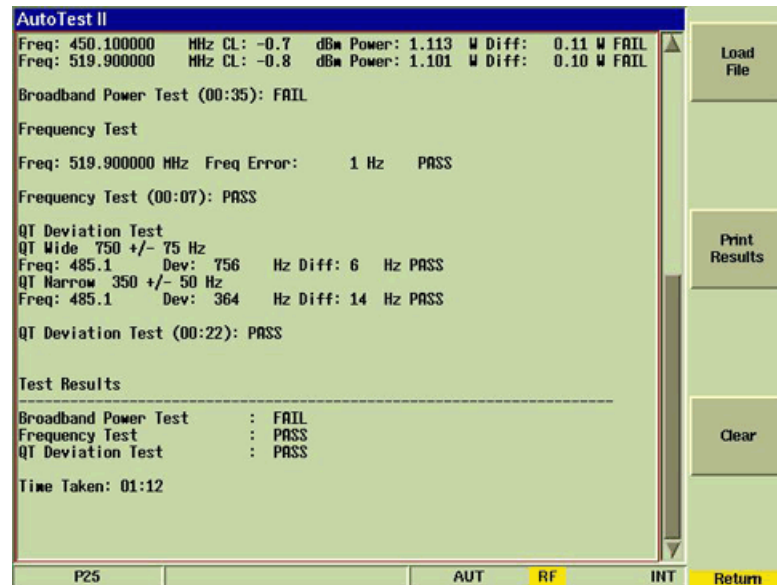 AutoTest II
Freq: 450.100000 MHz CL: -0.7 dBm Power: 1.113 W Diff: 0.11 W FAIL
Freq: 519.900000 MHz CL: -0.8 dBm Power: 1.101 W Diff: 0.10 W FAIL
Broadband Power Test (00:35): FAIL
Frequency Test
Freq: 519.900000 MHz Freq Error: 1 Hz PASS
Frequency Test (00:07): PASS
QT Deviation Test
QT Wide 750 +/- 75 Hz
Freq: 485.1 Dev: 756 Hz Diff: 6 Hz PASS
QT Narrow 350 +/- 50 Hz
Freq: 485.1 Dev: 364 Hz Diff: 14 Hz PASS
QT Deviation Test (00:22): PASS
Test Results
--------------------------------------------------------------------------------
Broadband Power Test : FAIL
Frequency Test : PASS
QT Deviation Test : PASS
Time Taken: 01:12
P25 AUT RF INT
Load
File
Print
Results
Clear
Return